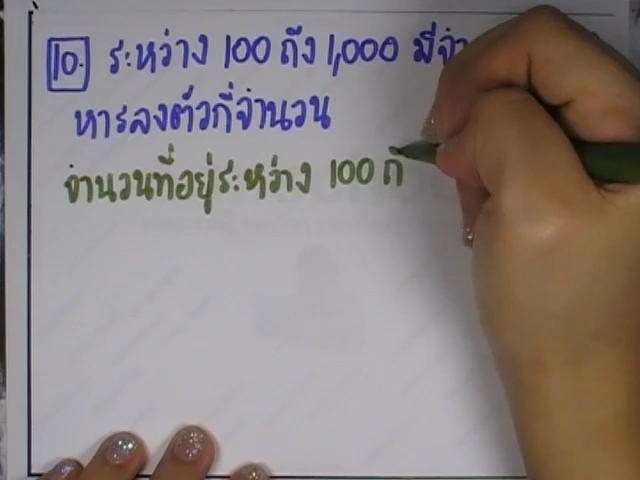 10. ระหว่าง 100 ถึง 1,000 มี
หารลงตัวกี่จำนวน
จำนวนที่อยู่ระหว่าง 100 ถ